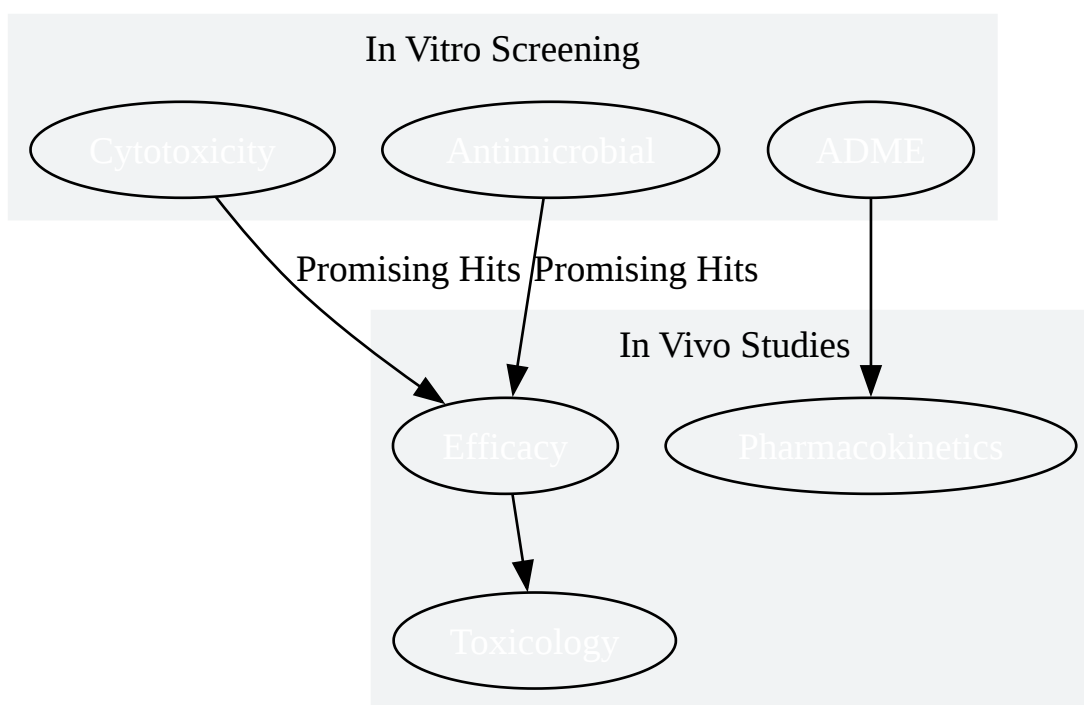 In Vitro Screening
Cytotoxicity
Antimicrobial
ADME
Promising Hits
Promising Hits
In Vivo Studies
Efficacy
Pharmacokinetics
Toxicology